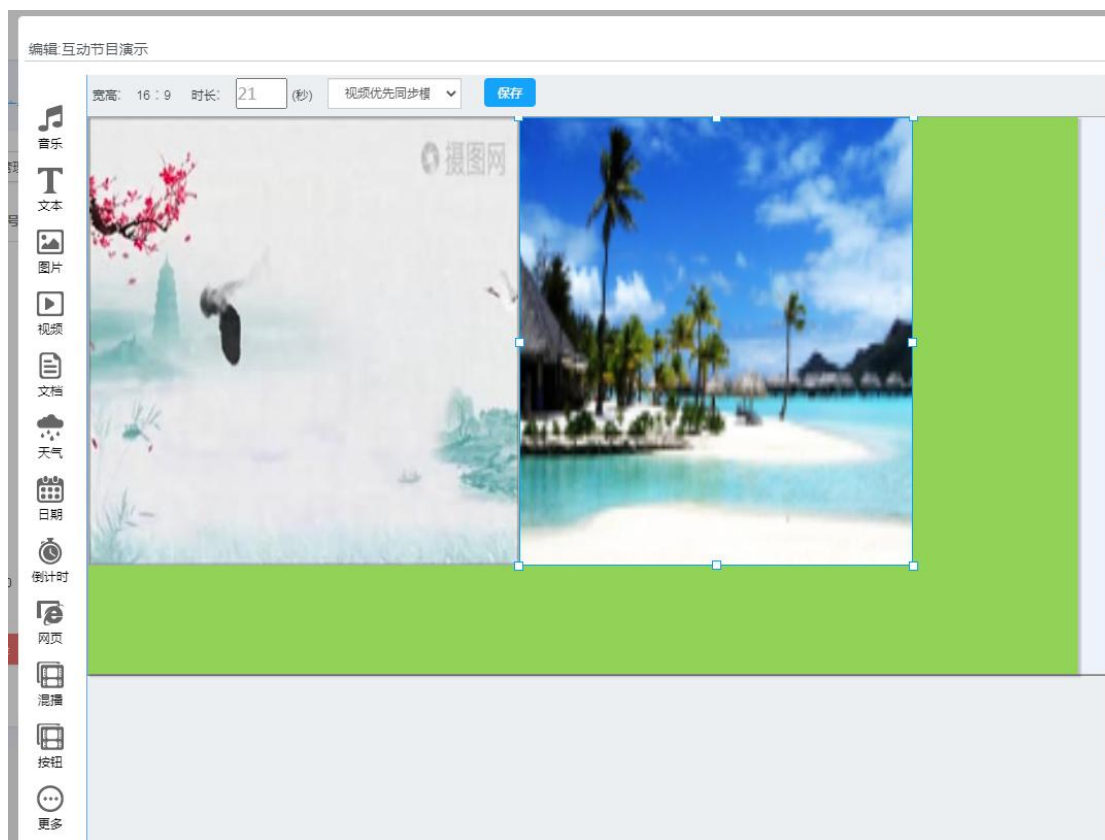 编辑:互动节目演示
宽高: 16:9 时长: 21 (秒) 视频优先同步模 保存
音乐
摄图网
文本
图片
视频
文档
天气
日期
倒计时
网页
混播
按钮
更多